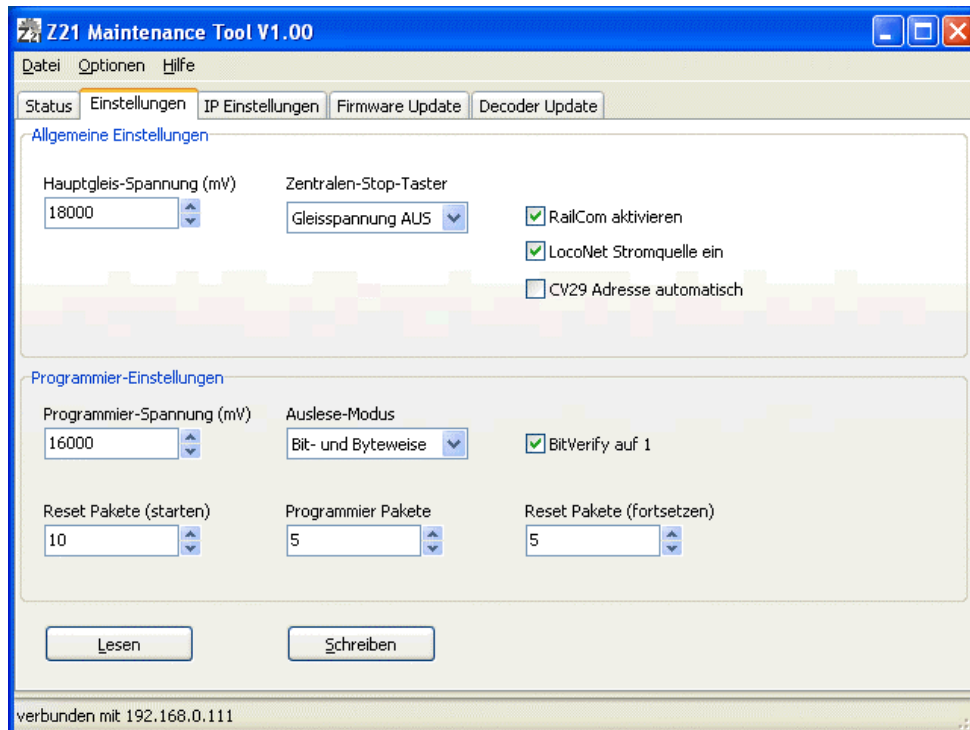 Z21 Maintenance Tool V1.00
Datei Optionen Hilfe
Status Einstellungen IP Einstellungen Firmware Update Decoder Update
Allgemeine Einstellungen
Hauptgleis-Spannung (mV) Zentralen-Stop-Taster
18000 Gleisspannung AUS RailCom aktivieren
LocoNet Stromquelle ein
CV29 Adresse automatisch
Programmier-Einstellungen
Programmier-Spannung (mV) Auslese-Modus
16000 Bit- und Byteweise BitVerify auf 1
Reset Pakete (starten) Programmier Pakete Reset Pakete (fortsetzen)
10 5 5
Lesen Schreiben
verbunden mit 192.168.0.111